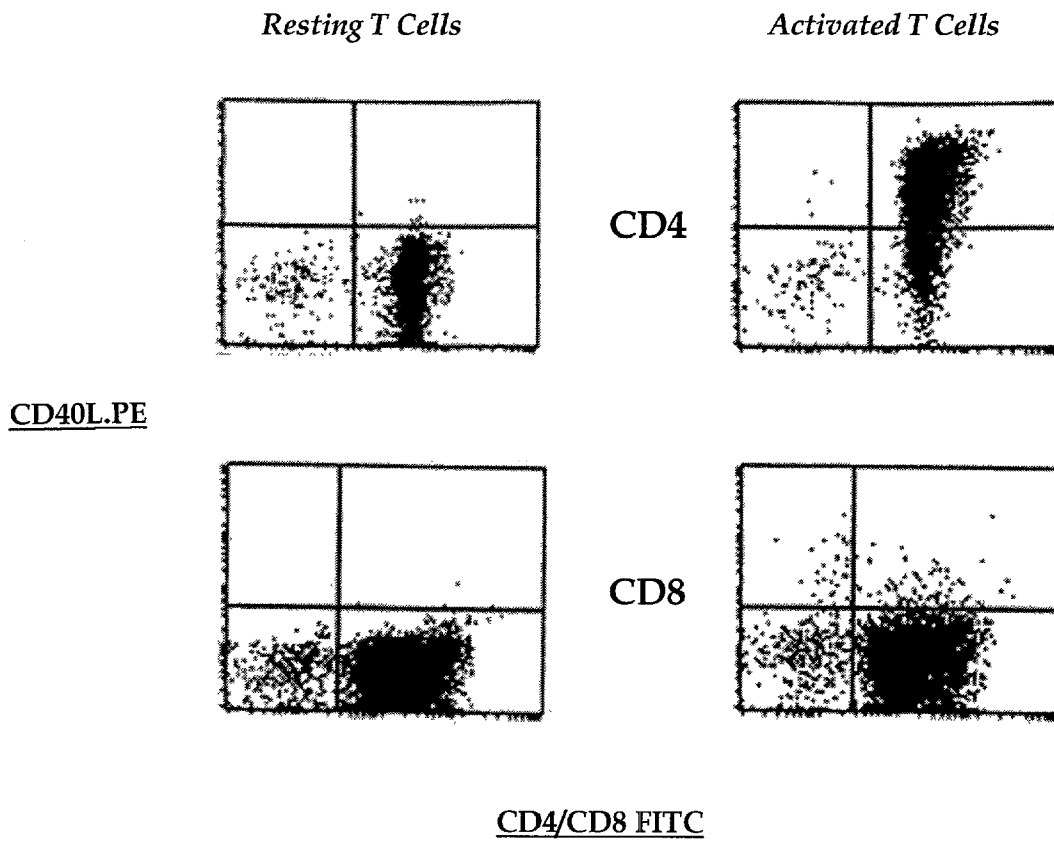 Resting T Cells
Activated T Cells
CD4
CD40L.PE
CD8
CD4/CD8 FITC